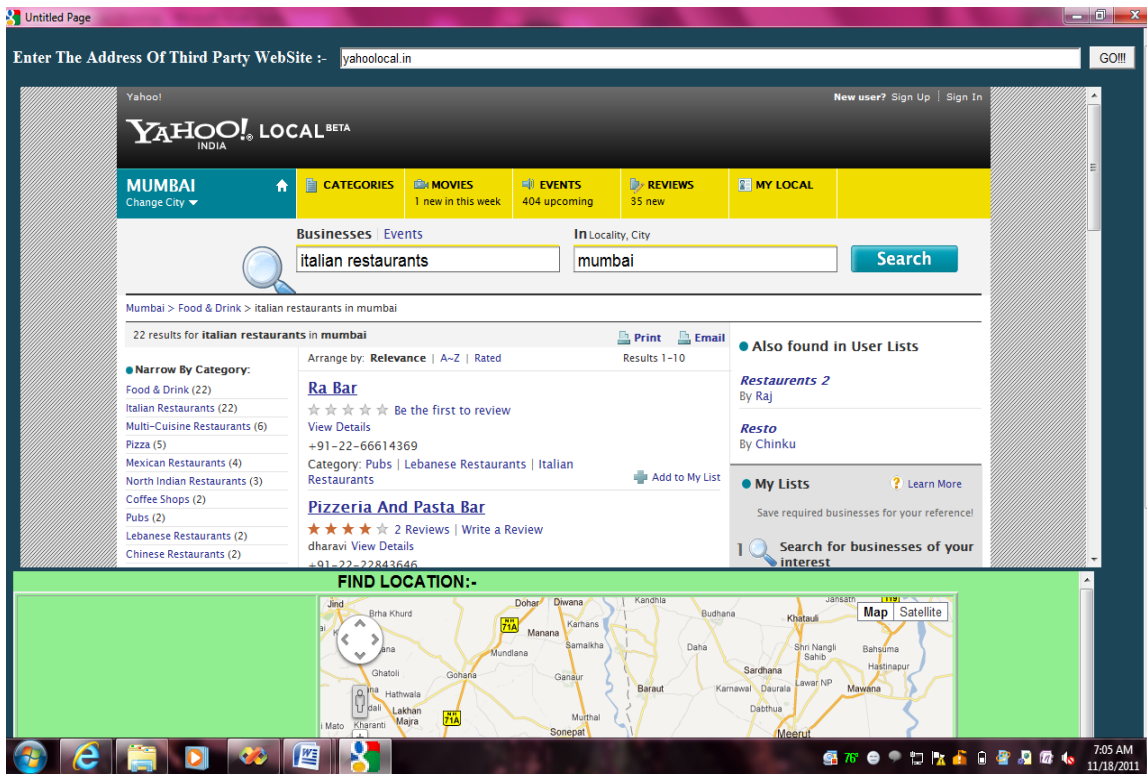 Untitled Page
Enter The Address Of Third Party WebSite :- yahoolocal.in GO!!!
Yahoo! New user? Sign Up | Sign In
YAHOO! LOCAL BETA
INDIA
MUMBAI
Change City
CATEGORIES
MOVIES
1 new in this week
EVENTS
404 upcoming
REVIEWS
35 new
MY LOCAL
Businesses | Events In Locality, City
italian restaurants mumbai Search
Mumbai > Food & Drink > italian restaurants in mumbai
22 results for italian restaurants in mumbai Print Email
Narrow By Category:
Food & Drink (22)
Italian Restaurants (22)
Multi-Cuisine Restaurants (6)
Pizza (5)
Mexican Restaurants (4)
North Indian Restaurants (3)
Coffee Shops (2)
Pubs (2)
Lebanese Restaurants (2)
Chinese Restaurants (2)
Arrange by: Relevance | A~Z | Rated Results 1-10
Ra Bar
Be the first to review
View Details
+91-22-66614369
Category: Pubs | Lebanese Restaurants | Italian
Restaurants
Add to My List
Pizzeria And Pasta Bar
2 Reviews | Write a Review
dharavi View Details
+91-22-22843646
Also found in User Lists
Restaurents 2
By Raj
Resto
By Chinku
My Lists ? Learn More
Save required businesses for your reference!
1 Search for businesses of your
interest
FIND LOCATION:-
Map Satellite
Jind
Brha Khurd
Dohar
Diwana
Kandhla
Budhana
Jansath
119
Khatauli
NH
71A
Manana
Kamans
Samalkha
Mundlana
Daha
Shri Nangli
Sahib
Bahsuma
Hastinapur
Ghatoli
Gohana
Ganaur
Sardhana
Baraut
Karnawal
Daurala
Lawar NP
Mawana
Hathwala
Dabthua
Lakhan
Majra
NH
71A
Murthal
i Mato
Kharanti
Sonepat
Meerut
76°
7:05 AM
11/18/2011